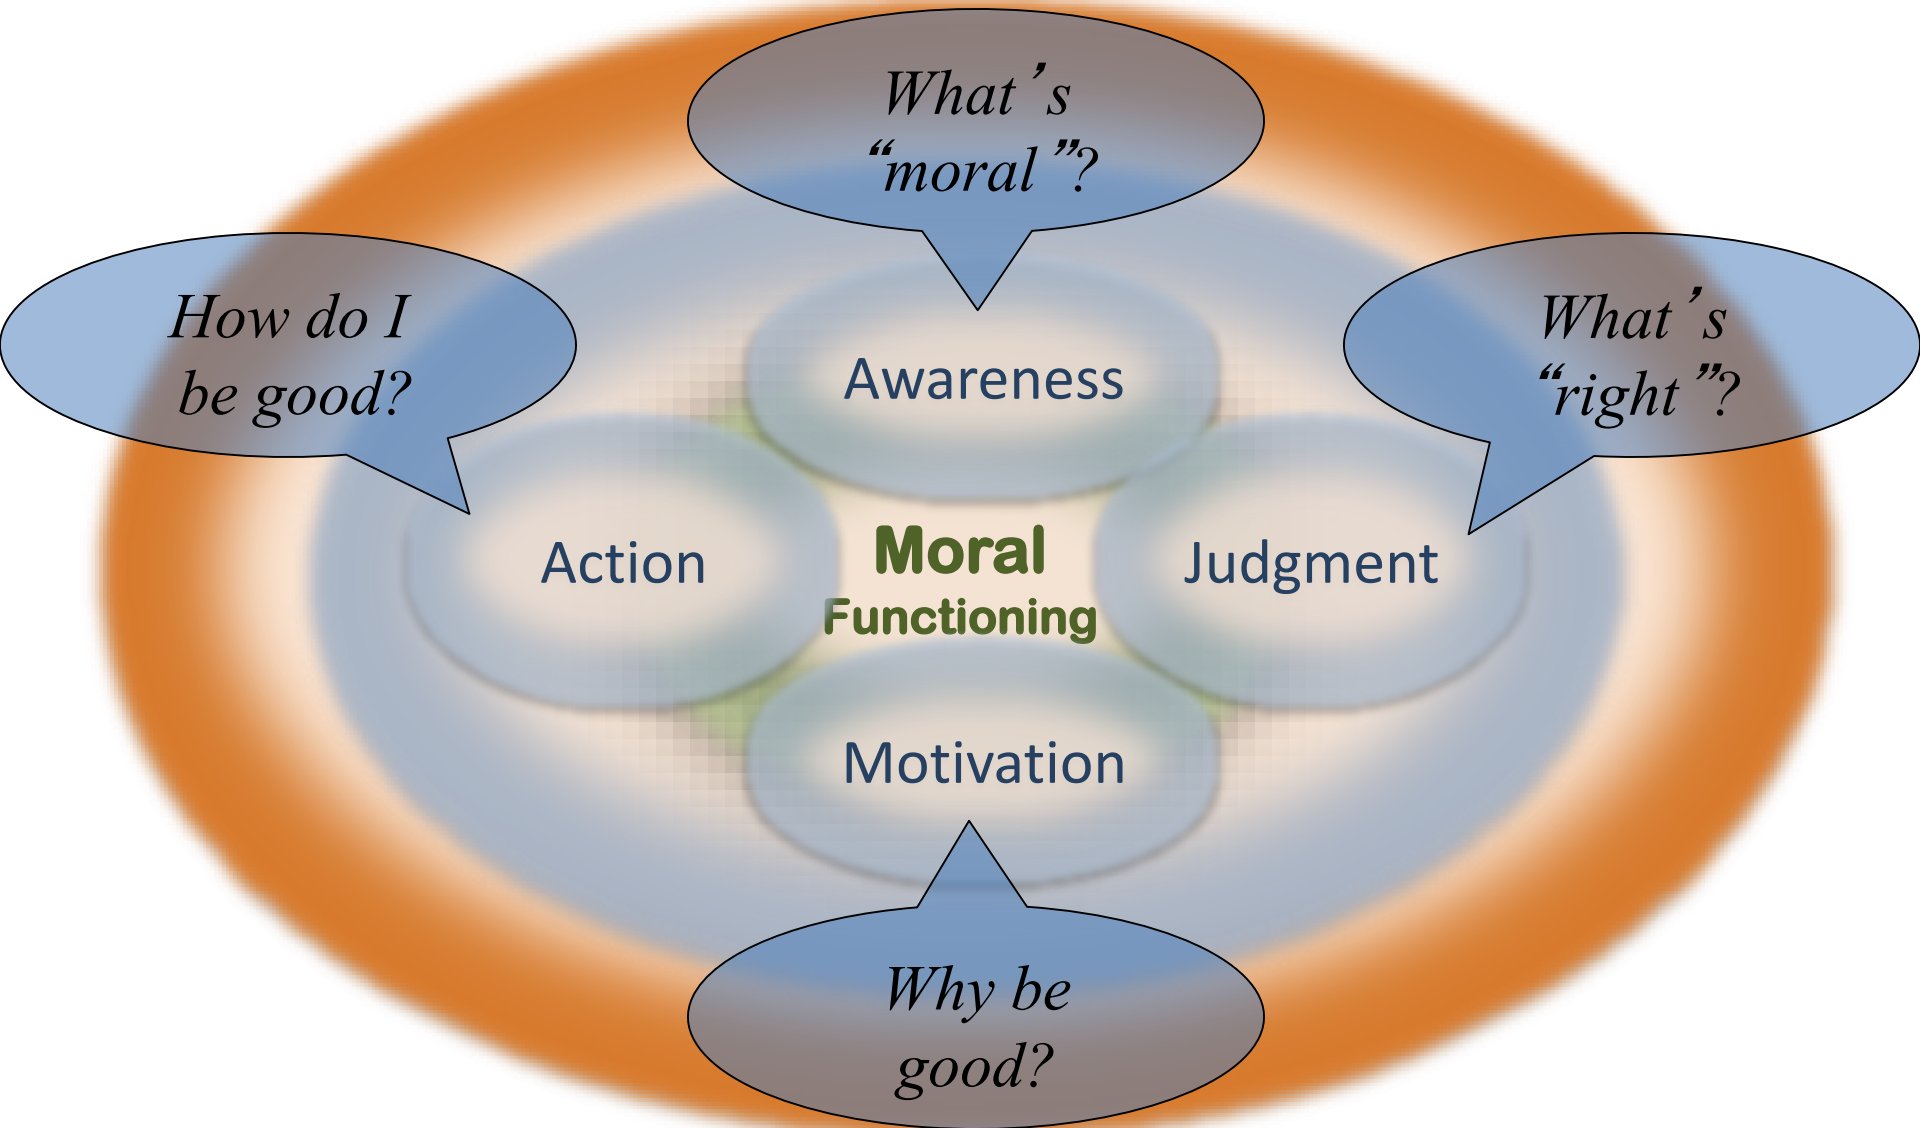 What’s
“moral”?
How do I
be good?
What’s
“right”?
Awareness
Action
Moral
Functioning
Judgment
Motivation
Why be
good?